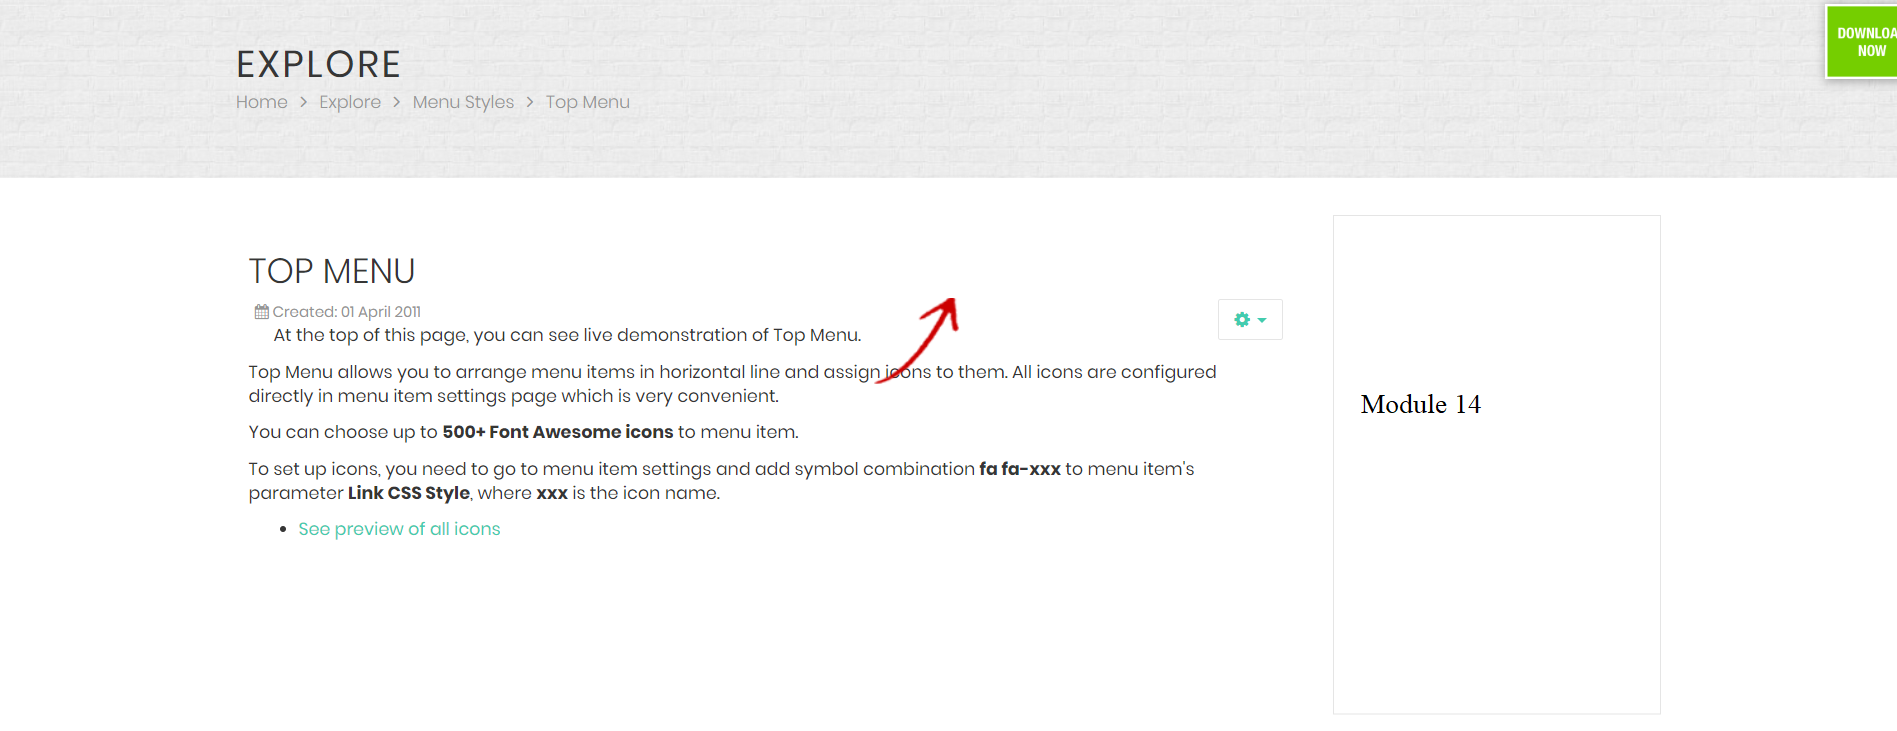 DOWNLOA
NOW
EXPLORE
Home > Explore > Menu Styles > Top Menu
TOP MENU
Created: 01 April 2011
At the top of this page, you can see live demonstration of Top Menu.
Top Menu allows you to arrange menu items in horizontal line and assign icons to them. All icons are configured
directly in menu item settings page which is very convenient.
You can choose up to 500+ Font Awesome icons to menu item.
To set up icons, you need to go to menu item settings and add symbol combination fa fa-xxx to menu item's
parameter Link CSS Style, where xxx is the icon name.
• See preview of all icons
Module 14